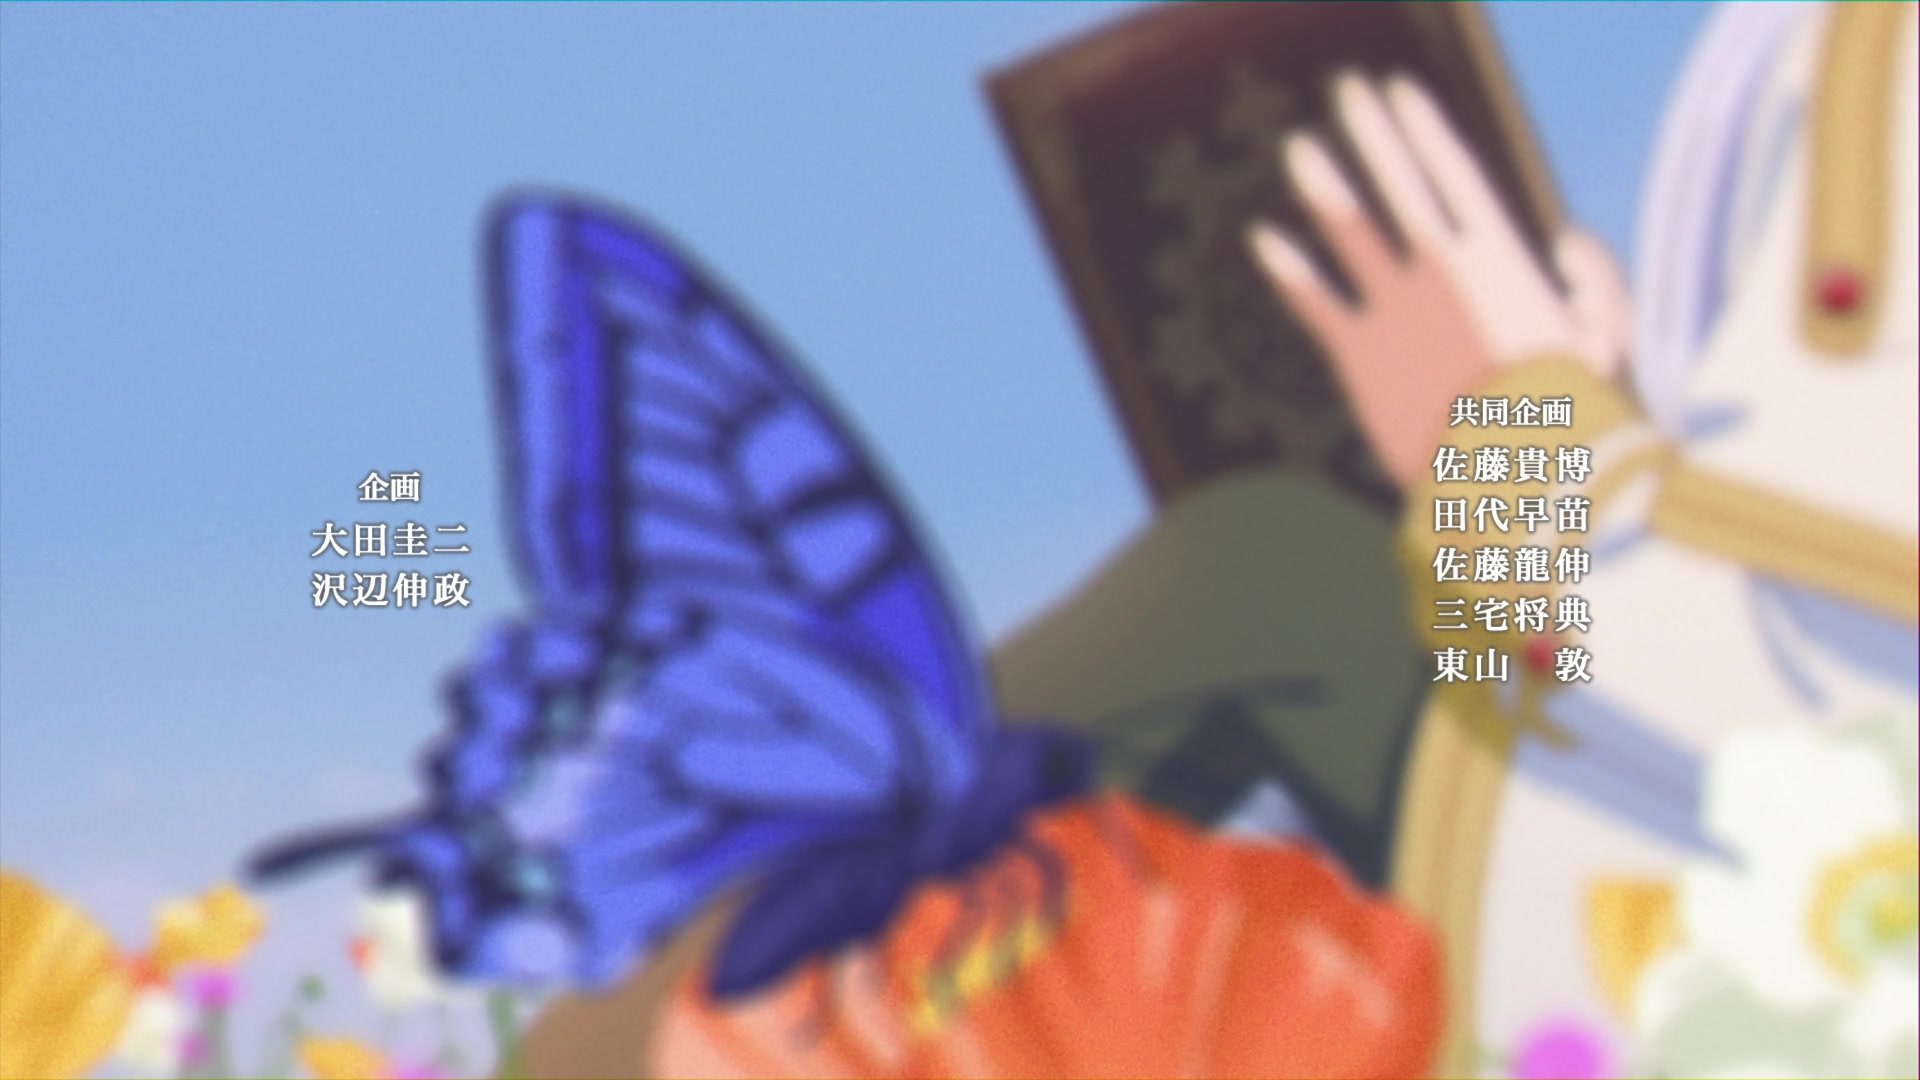 企画
大田圭二
沢辺伸政
共同企画
佐藤貴博
田代早苗
佐藤龍伸
三宅将典
東山　敦